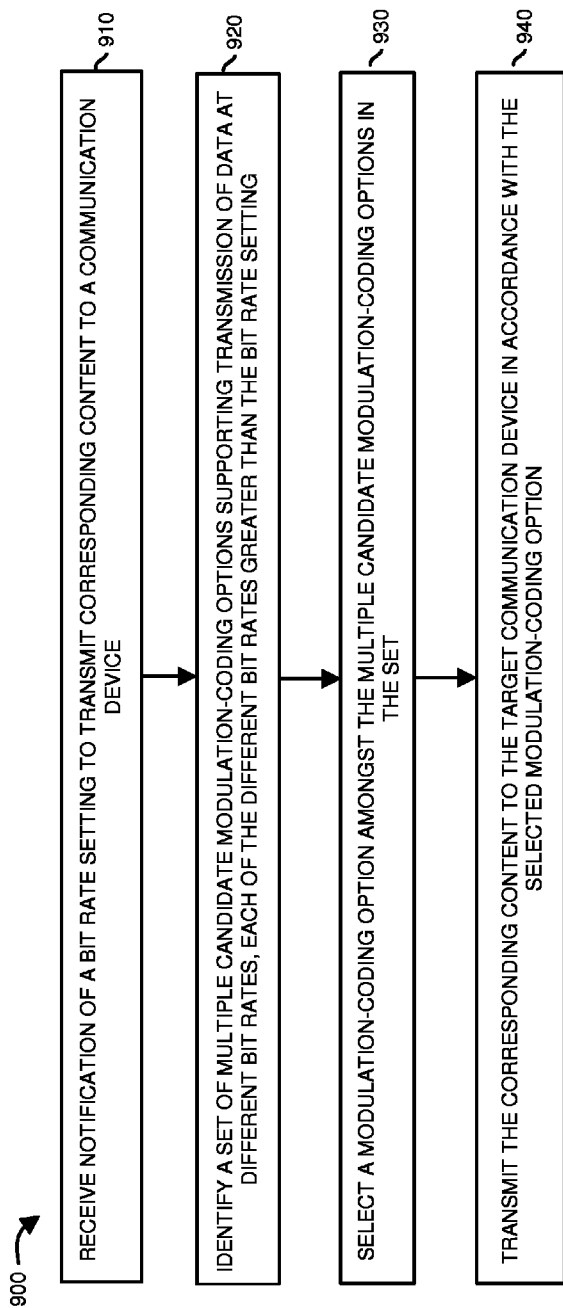 900
910
RECEIVE NOTIFICATION OF A BIT RATE SETTING TO TRANSMIT CORRESPONDING CONTENT TO A COMMUNICATION
DEVICE
920
IDENTIFY A SET OF MULTIPLE CANDIDATE MODULATION-CODING OPTIONS SUPPORTING TRANSMISSION OF DATA AT
DIFFERENT BIT RATES, EACH OF THE DIFFERENT BIT RATES GREATER THAN THE BIT RATE SETTING
930
SELECT A MODULATION-CODING OPTION AMONGST THE MULTIPLE CANDIDATE MODULATION-CODING OPTIONS IN
THE SET
940
TRANSMIT THE CORRESPONDING CONTENT TO THE TARGET COMMUNICATION DEVICE IN ACCORDANCE WITH THE
SELECTED MODULATION-CODING OPTION